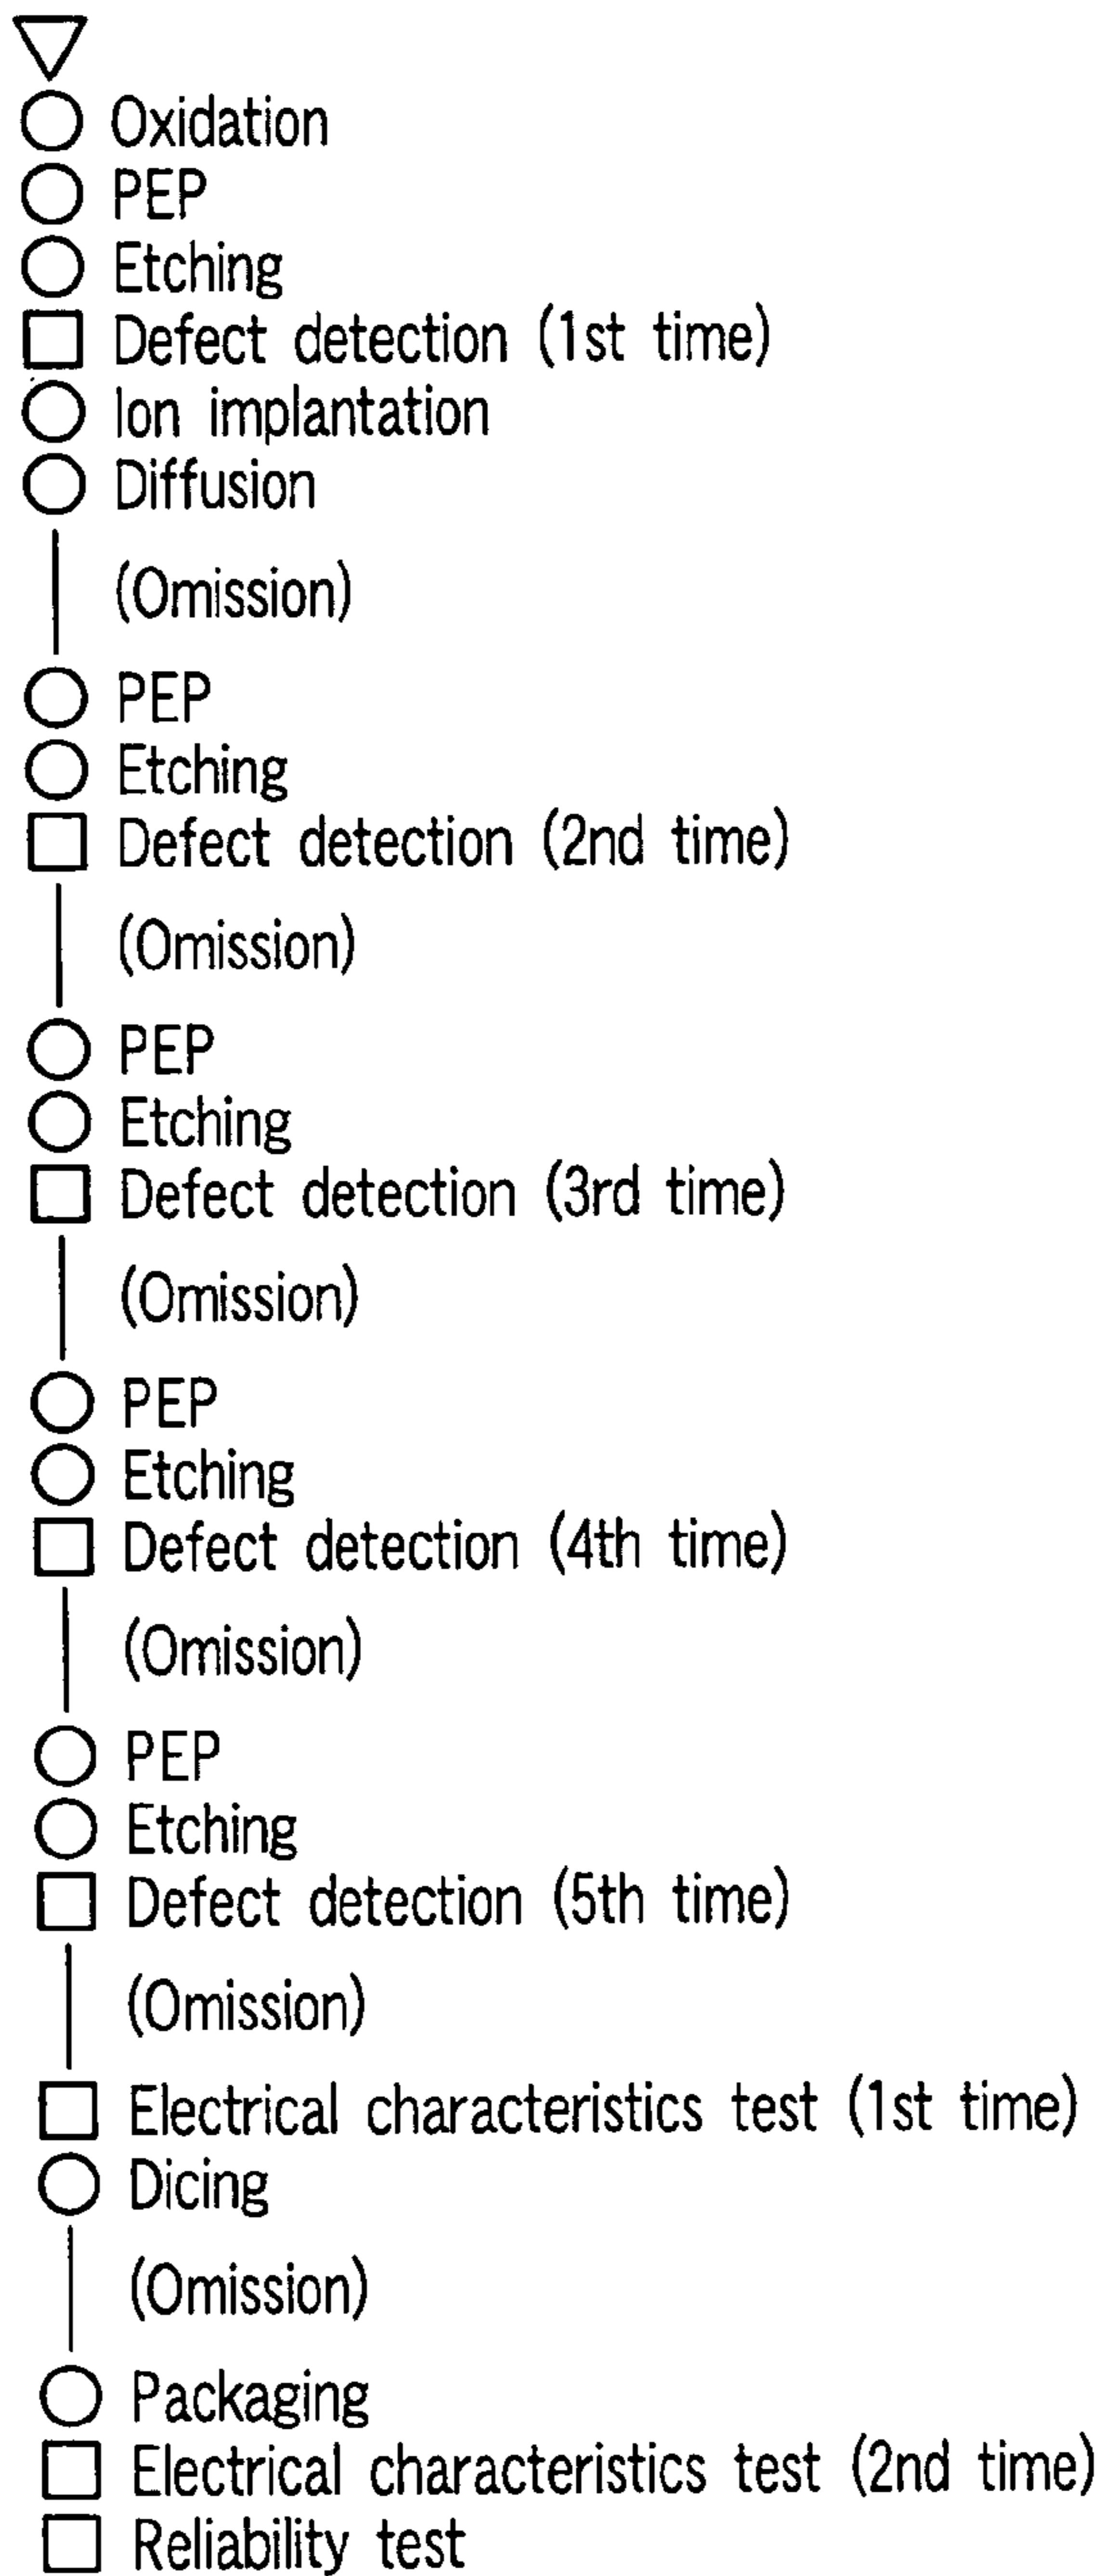 Oxidation
PEP
Etching
Defect detection (1st time)
Ion implantation
Diffusion
(Omission)
PEP
Etching
Defect detection (2nd time)
(Omission)
PEP
Etching
Defect detection (3rd time)
(Omission)
PEP
Etching
Defect detection (4th time)
(Omission)
PEP
Etching
Defect detection (5th time)
(Omission)
Electrical characteristics test (1st time)
Dicing
(Omission)
Packaging
Electrical characteristics test (2nd time)
Reliability test